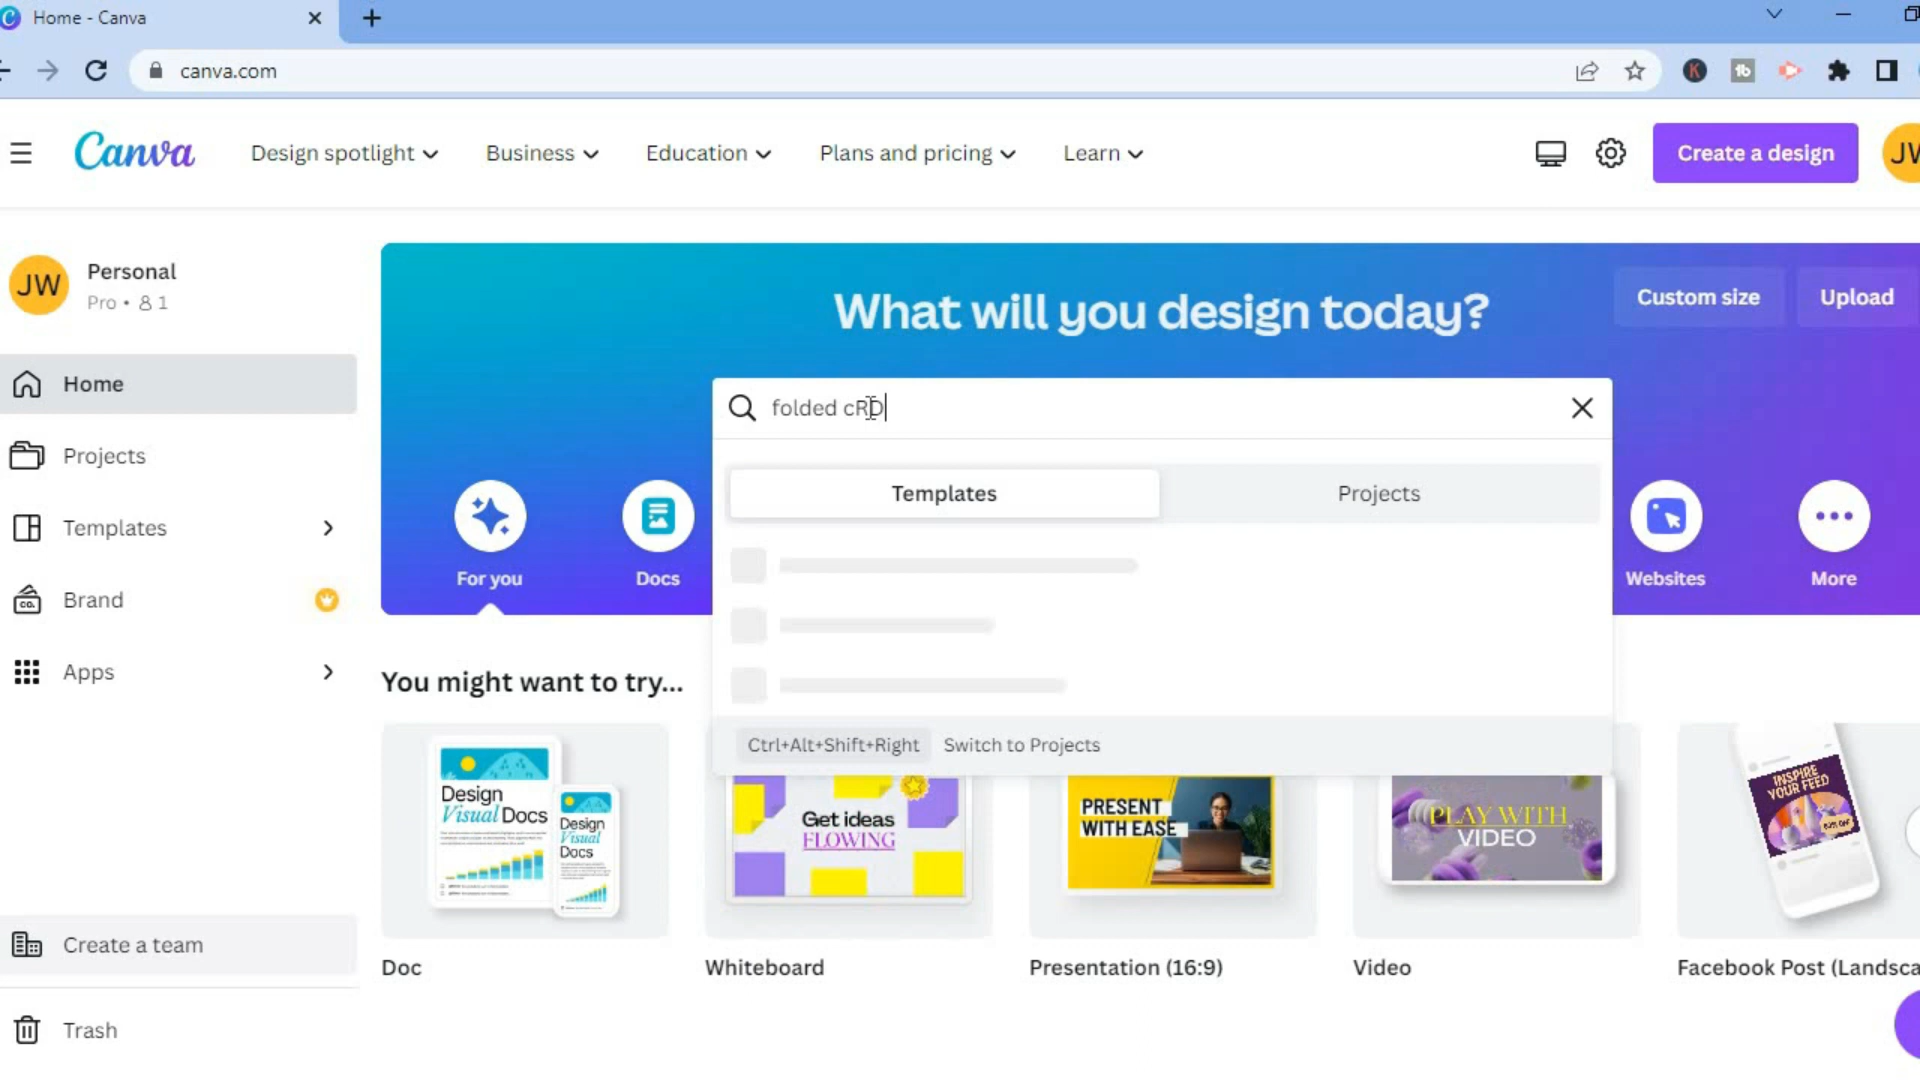 Home - Canva
canva.com
Canva
Design spotlight
Business
Education
Plans and pricing
Learn
Create a design
JW
JW
Personal
Pro • 1
What will you design today?
Custom size
Upload
Home
folded cRD
Projects
Templates
Projects
Templates
For you
Docs
Websites
More
Brand
Apps
You might want to try...
Ctrl+Alt+Shift+Right
Switch to Projects
Design
Visual Docs
Design
Visual
Docs
Get ideas
FLOWING
PRESENT
WITH EASE
PLAY WITH
VIDEO
INSPIRE
YOUR FEED
Create a team
Doc
Whiteboard
Presentation (16:9)
Video
Facebook Post (Landsca
Trash